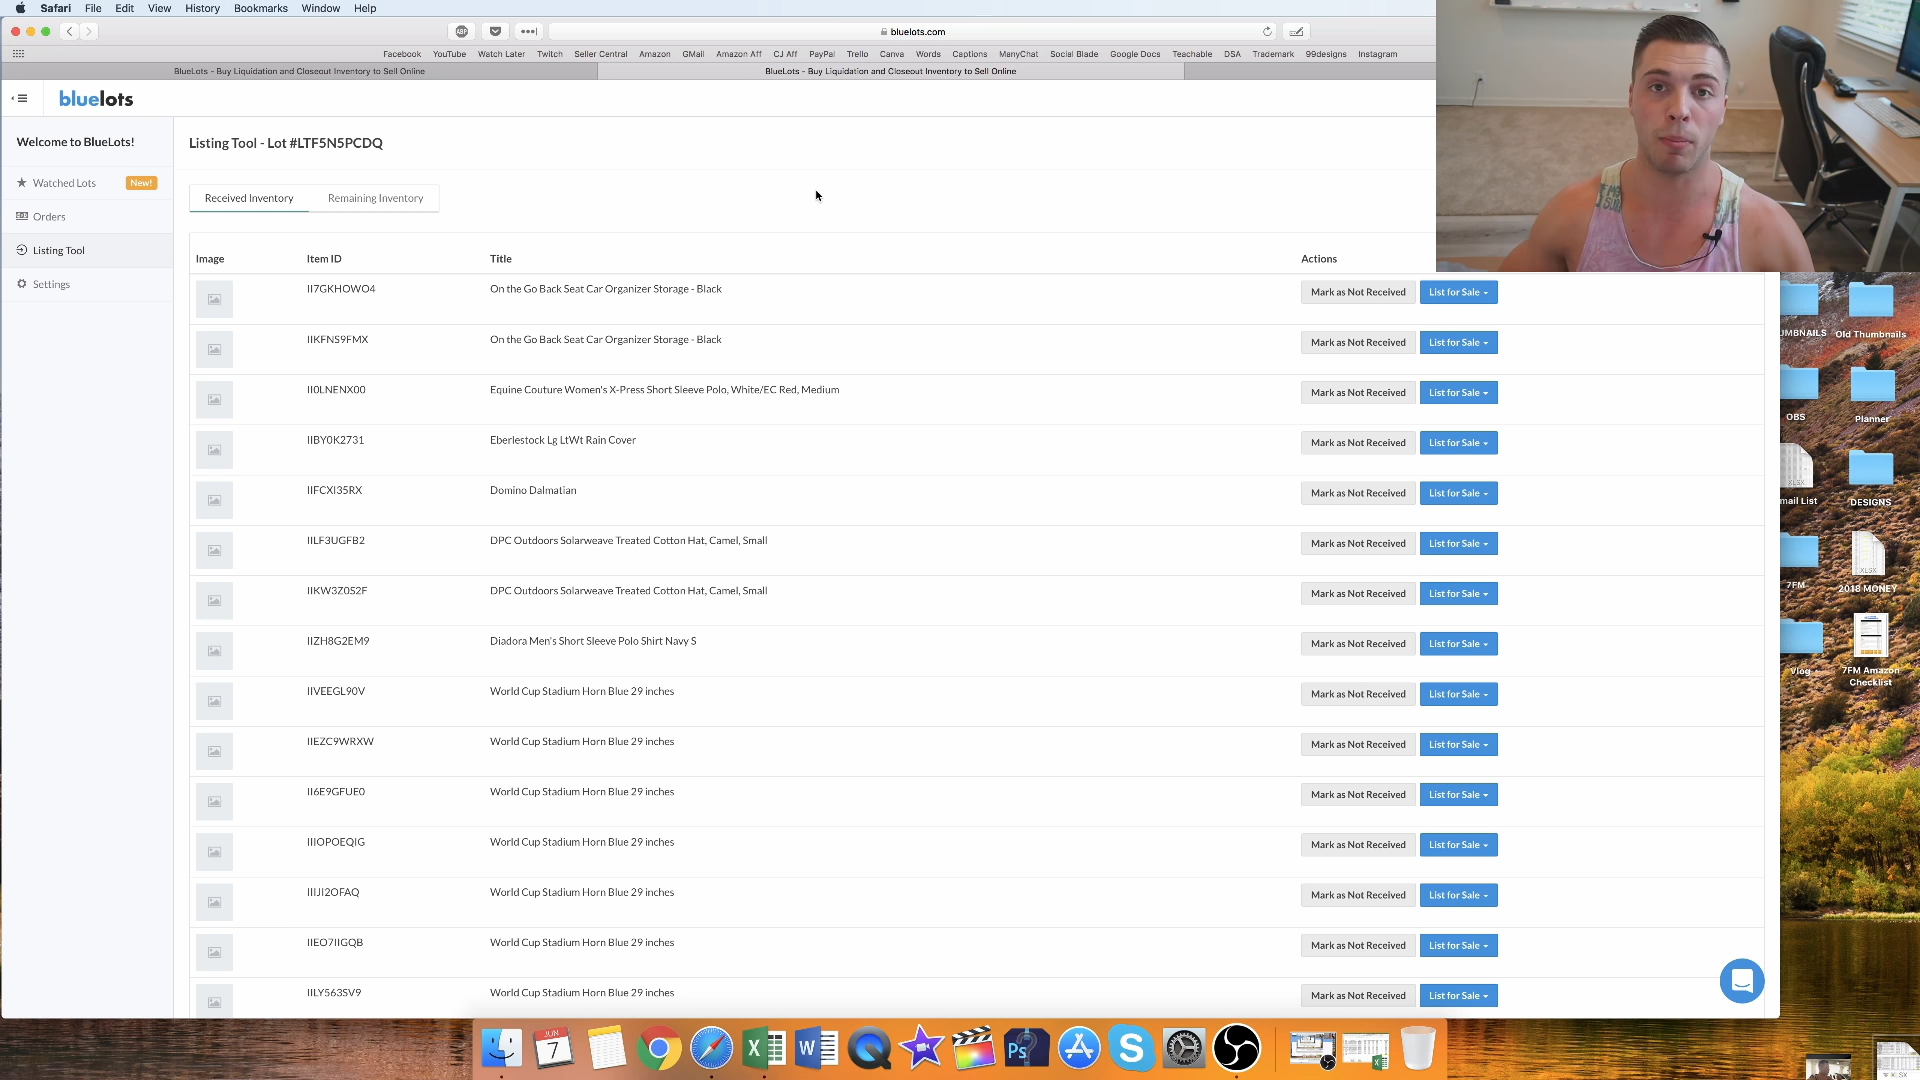 Safari File Edit View History Bookmarks Window Help
ABP bluelots.com
Facebook YouTube Watch Later Twitch Seller Central Amazon GMail Amazon Aff CJ Aff PayPal Trello Canva Words Captions ManyChat Social Blade Google Docs Teachable DSA Trademark 99designs Instagram
BlueLots - Buy Liquidation and Closeout Inventory to Sell Online BlueLots - Buy Liquidation and Closeout Inventory to Sell Online
bluelots
Welcome to BlueLots!
Watched Lots New!
Orders
Listing Tool
Settings
Listing Tool - Lot #LTF5N5PCDQ
Received Inventory Remaining Inventory
Image Item ID Title Actions
II7GKHOWO4 On the Go Back Seat Car Organizer Storage - Black Mark as Not Received List for Sale
IIKFNS9FMX On the Go Back Seat Car Organizer Storage - Black Mark as Not Received List for Sale
II0LNENX00 Equine Couture Women's X-Press Short Sleeve Polo, White/EC Red, Medium Mark as Not Received List for Sale
IIBY0K2731 Eberlestock Lg LtWt Rain Cover Mark as Not Received List for Sale
IIFCXI35RX Domino Dalmatian Mark as Not Received List for Sale
IILF3UGFB2 DPC Outdoors Solarweave Treated Cotton Hat, Camel, Small Mark as Not Received List for Sale
IIKW3Z0S2F DPC Outdoors Solarweave Treated Cotton Hat, Camel, Small Mark as Not Received List for Sale
IIZH8G2EM9 Diadora Men's Short Sleeve Polo Shirt Navy S Mark as Not Received List for Sale
IIVEEGL90V World Cup Stadium Horn Blue 29 inches Mark as Not Received List for Sale
IIEZC9WRXW World Cup Stadium Horn Blue 29 inches Mark as Not Received List for Sale
II6E9GFUE0 World Cup Stadium Horn Blue 29 inches Mark as Not Received List for Sale
IIIOPOEQIG World Cup Stadium Horn Blue 29 inches Mark as Not Received List for Sale
IIIJI2OFAQ World Cup Stadium Horn Blue 29 inches Mark as Not Received List for Sale
IIEO7IIGQB World Cup Stadium Horn Blue 29 inches Mark as Not Received List for Sale
IILY563SV9 World Cup Stadium Horn Blue 29 inches Mark as Not Received List for Sale
UMBNAILS Old Thumbnails
OBS Planner
XLSX
mail List DESIGNS
XLSX
7FM 2018 MONEY
Vlog 7FM Amazon
Checklist
JUN
7
Ps
XLSX